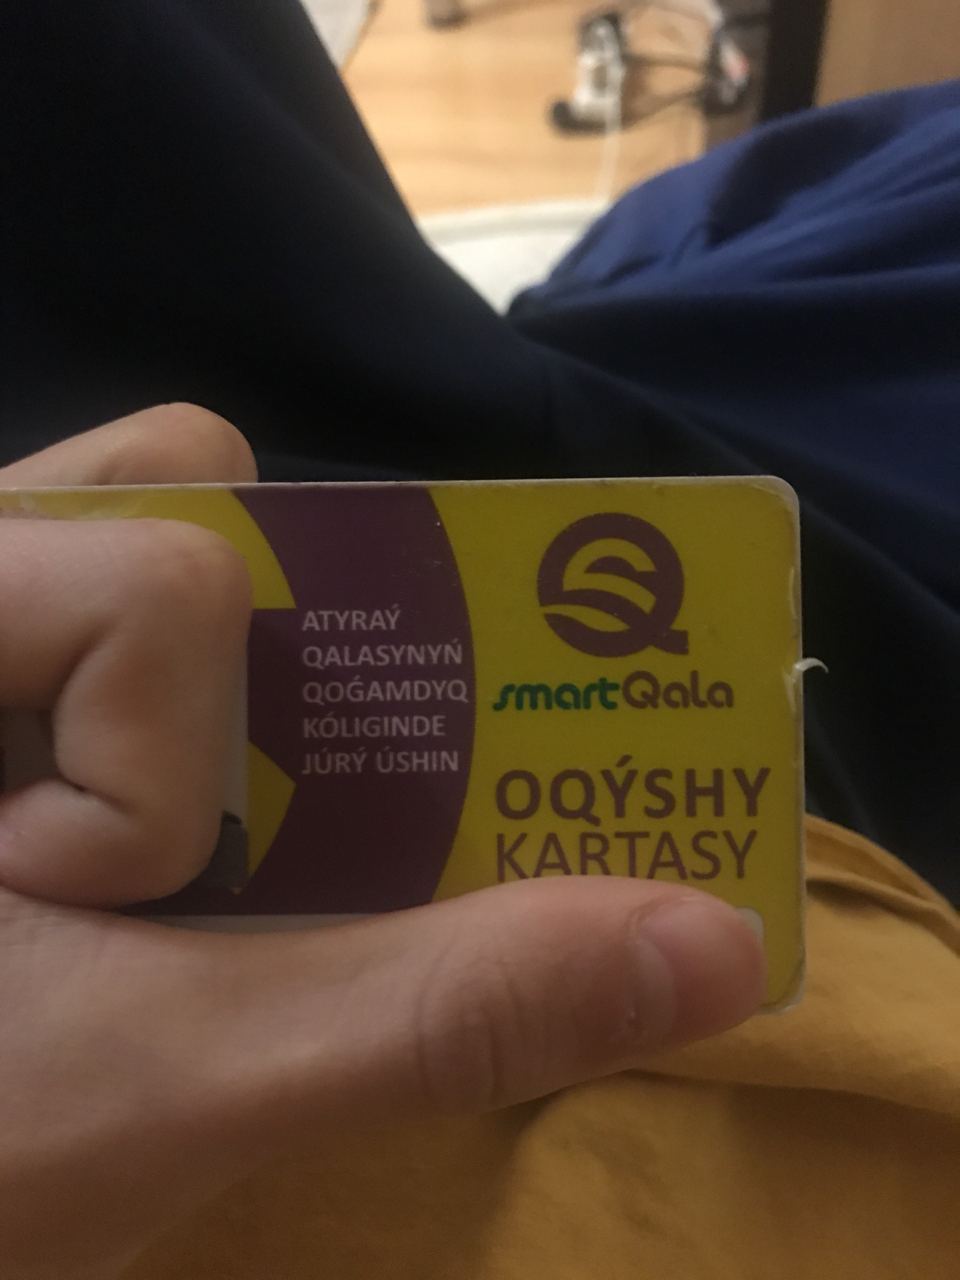 ATYRAÝ
QALASYNYŃ
QOǴAMDYQ
KÓLIGINDE
JÚRÝ ÚSHIN
smartQala
OQÝSHY
KARTASY